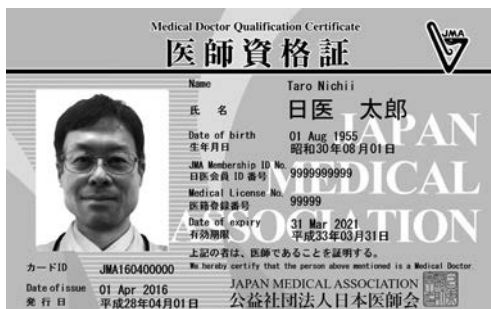 Medical Doctor Qualification Certificate
医師資格証
JMA
Name Taro Nichii
氏 名 日医 太郎
Date of birth 01 Aug 1955
生年月日 昭和30年08月01日
JMA Membership ID No.
日医会員 ID 番号 9999999999
Medical License No.
医籍登録番号 99999
Date of expiry 31 Mar 2021
有効期限 平成33年03月31日
JAPAN
MEDICAL
ASSOCIATION
上記の者は、医師であることを証明する。
We hereby certify that the person above mentioned is a Medical Doctor.
カードID JMA160400000
Date of issue 01 Apr 2016
発 行 日 平成28年04月01日
JAPAN MEDICAL ASSOCIATION
公益社団法人日本医師会